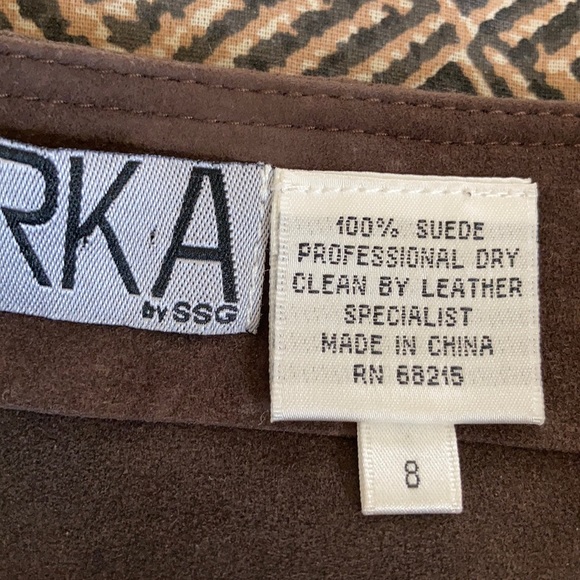 RKA
by SSG
100% SUEDE
PROFESSIONAL DRY
CLEAN BY LEATHER
SPECIALIST
MADE IN CHINA
RN 68215
8